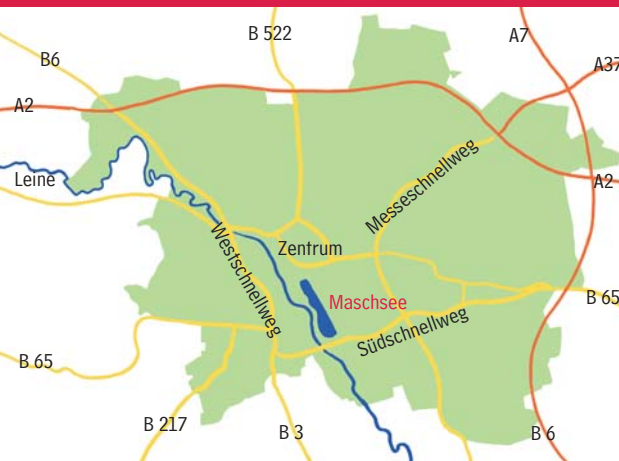 B 522
A7
B6
A37
A2
Messeschnellweg
Leine
A2
Westschnellweg
Zentrum
B 65
Maschsee
Südschnellweg
B 65
B 217
B 3
B 6